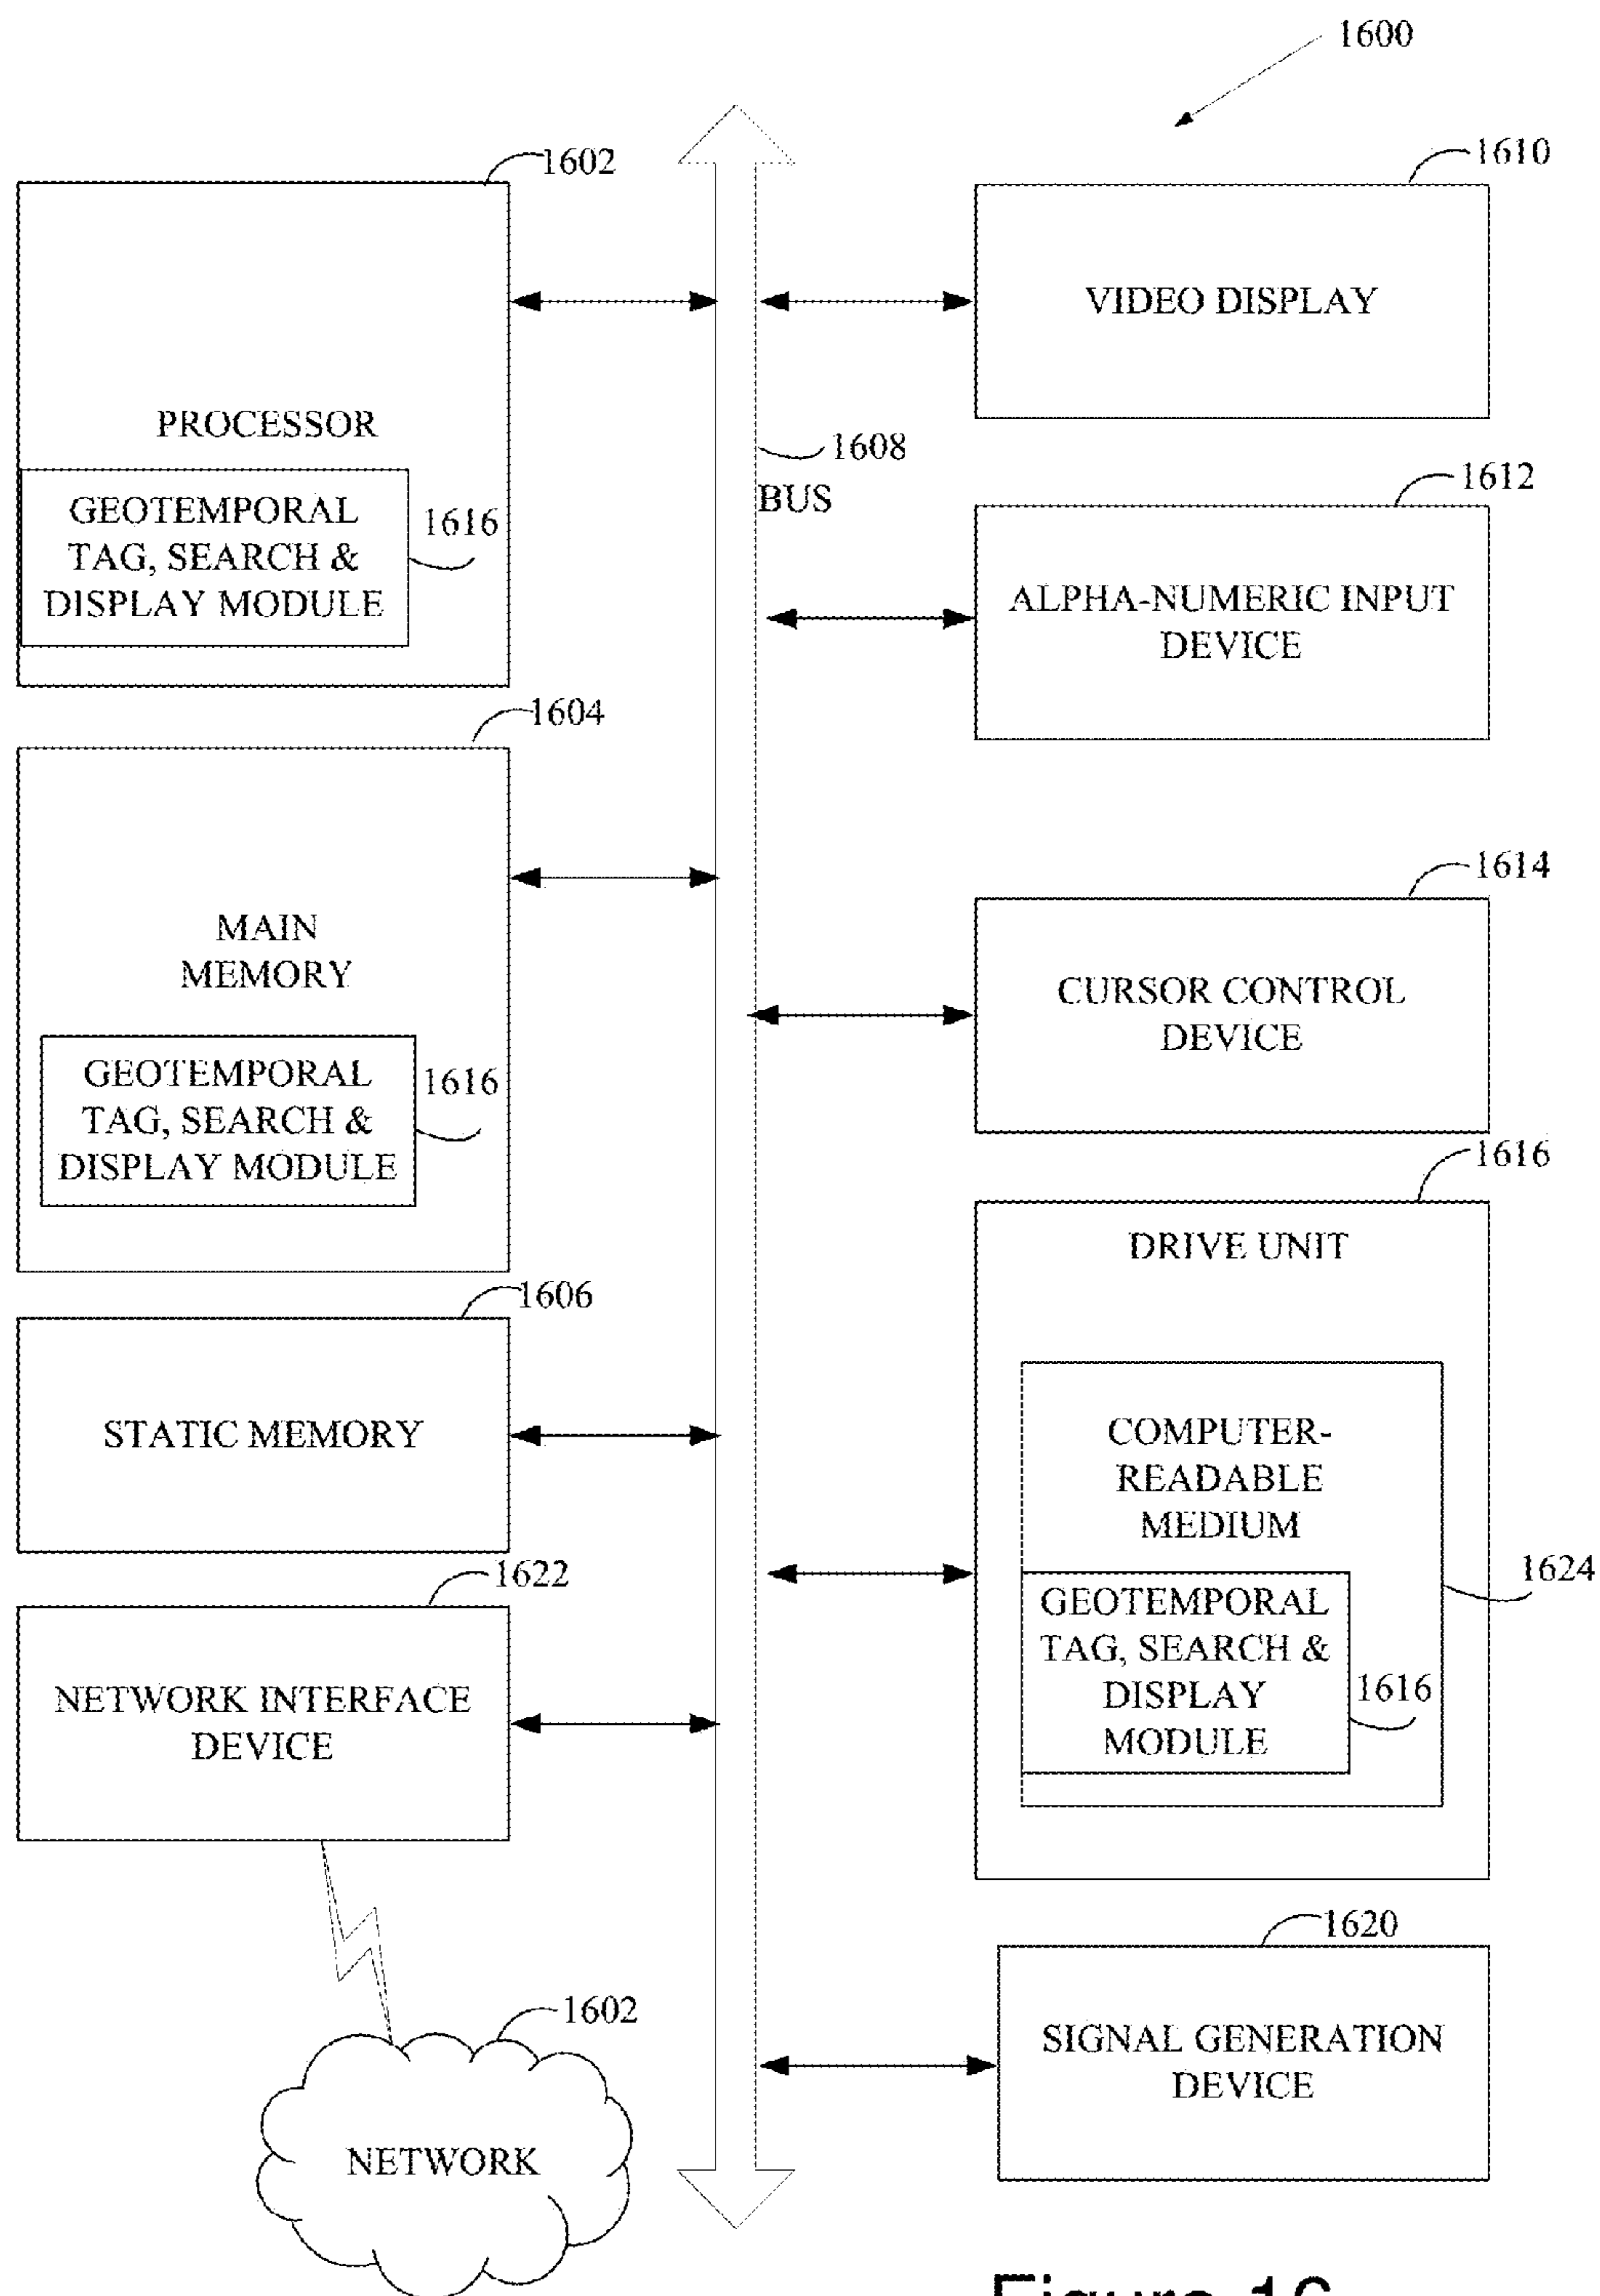 1600
1602
PROCESSOR
GEOTEMPORAL
TAG, SEARCH &
DISPLAY MODULE
1616
1604
MAIN
MEMORY
GEOTEMPORAL
TAG, SEARCH &
DISPLAY MODULE
1616
1606
STATIC MEMORY
1622
NETWORK INTERFACE
DEVICE
1602
NETWORK
1608
BUS
1610
VIDEO DISPLAY
1612
ALPHA-NUMERIC INPUT
DEVICE
1614
CURSOR CONTROL
DEVICE
1616
DRIVE UNIT
COMPUTER-
READABLE
MEDIUM
1624
GEOTEMPORAL
TAG, SEARCH &
DISPLAY
MODULE
1616
1620
SIGNAL GENERATION
DEVICE
Figure 16